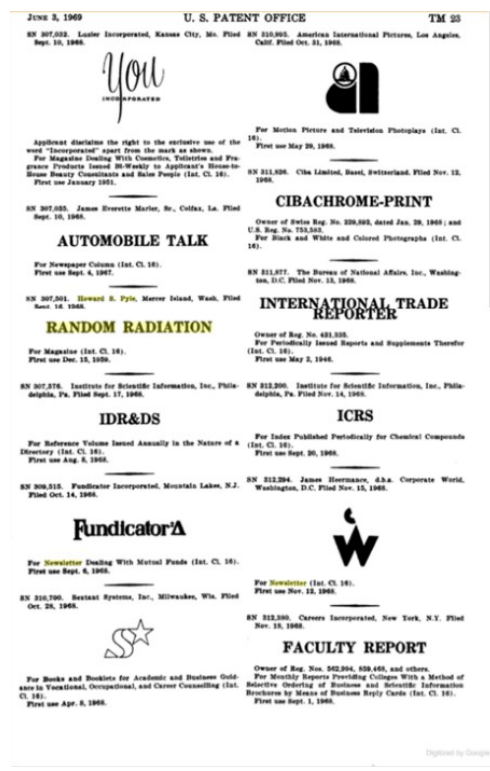 JUNE 3, 1969
U. S. PATENT OFFICE
TM 23
SN 307,032. Luzier Incorporated, Kansas City, Mo. Filed
Sept. 10, 1968.
You
INCORPORATED
Applicant disclaims the right to the exclusive use of the
word "Incorporated" apart from the mark as shown.
For Magazine Dealing With Cosmetics, Toiletries and Fra-
grance Products Issued Bi-Weekly to Applicant's House-to-
House Beauty Consultants and Sales People (Int. Cl. 16).
First use January 1951.
SN 307,035. James Everette Marler, Sr., Colfax, La. Filed
Sept. 10, 1968.
AUTOMOBILE TALK
For Newspaper Column (Int. Cl. 16).
First use Sept. 4, 1967.
SN 307,501. Howard S. Pyle, Mercer Island, Wash. Filed
Sept. 16, 1968.
RANDOM RADIATION
For Magazine (Int. Cl. 16).
First use Dec. 15, 1959.
SN 307,576. Institute for Scientific Information, Inc., Phila-
delphia, Pa. Filed Sept. 17, 1968.
IDR&DS
For Reference Volume Issued Annually in the Nature of a
Directory (Int. Cl. 16).
First use Aug. 8, 1968.
SN 309,515. Fundicator Incorporated, Mountain Lakes, N.J.
Filed Oct. 14, 1968.
Fundicator
For Newsletter Dealing With Mutual Funds (Int. Cl. 16).
First use Sept. 6, 1968.
SN 310,700. Sextant Systems, Inc., Milwaukee, Wis. Filed
Oct. 28, 1968.
S
For Books and Booklets for Academic and Business Guid-
ance in Vocational, Occupational, and Career Counselling (Int.
Cl. 16).
First use Apr. 8, 1968.
SN 310,893. American International Pictures, Los Angeles,
Calif. Filed Oct. 31, 1968.
For Motion Picture and Television Photoplays (Int. Cl.
16).
First use May 29, 1968.
SN 311,826. Ciba Limited, Basel, Switzerland. Filed Nov. 12,
1968.
CIBACHROME-PRINT
Owner of Swiss Reg. No. 229,893, dated Jan. 29, 1968; and
U.S. Reg. No. 753,583.
For Black and White and Colored Photographs (Int. Cl.
16).
SN 311,877. The Bureau of National Affairs, Inc., Washing-
ton, D.C. Filed Nov. 12, 1968.
INTERNATIONAL TRADE
REPORTER
Owner of Reg. No. 431,335.
For Periodically Issued Reports and Supplements Therefor
(Int. Cl. 16).
First use May 2, 1946.
SN 312,200. Institute for Scientific Information, Inc., Phila-
delphia, Pa. Filed Nov. 14, 1968.
ICRS
For Index Published Periodically for Chemical Compounds
(Int. Cl. 16).
First use Sept. 20, 1968.
SN 312,294. James Heermance, d.b.a. Corporate World,
Washington, D.C. Filed Nov. 15, 1968.
W
For Newsletter (Int. Cl. 16).
First use Nov. 12, 1968.
SN 312,380. Careers Incorporated, New York, N.Y. Filed
Nov. 18, 1968.
FACULTY REPORT
Owner of Reg. Nos. 562,904, 839,468, and others.
For Monthly Reports Providing Colleges With a Method of
Selective Ordering of Business and Scientific Information
Brochures by Means of Business Reply Cards (Int. Cl. 16).
First use Sept. 1, 1968.
Digitized by Google